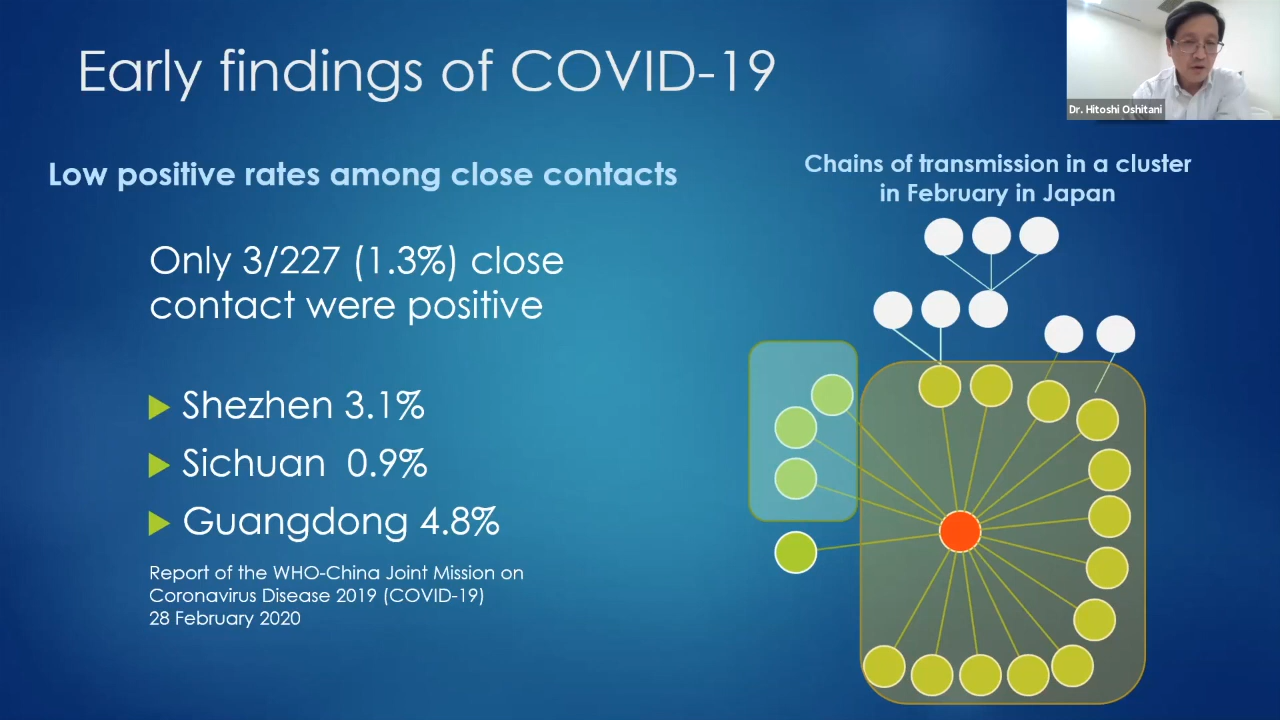 Early findings of COVID-19
Dr. Hitoshi Oshitani
Low positive rates among close contacts
Only 3/227 (1.3%) close
contact were positive
Shezhen 3.1%
Sichuan 0.9%
Guangdong 4.8%
Report of the WHO-China Joint Mission on
Coronavirus Disease 2019 (COVID-19)
28 February 2020
Chains of transmission in a cluster
in February in Japan